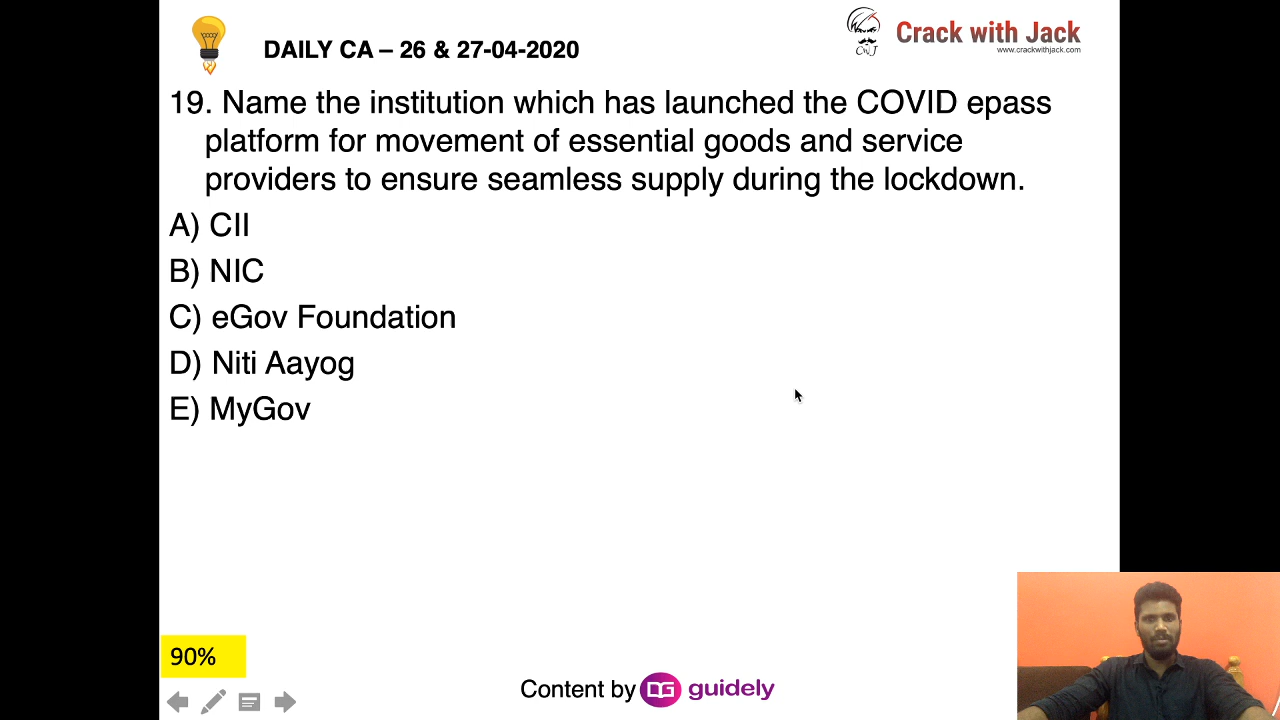 DAILY CA – 26 & 27-04-2020
Crack with Jack
www.crackwithjack.com
CwJ
19. Name the institution which has launched the COVID epass
platform for movement of essential goods and service
providers to ensure seamless supply during the lockdown.
A) CII
B) NIC
C) eGov Foundation
D) Niti Aayog
E) MyGov
90%
Content by DG guidely